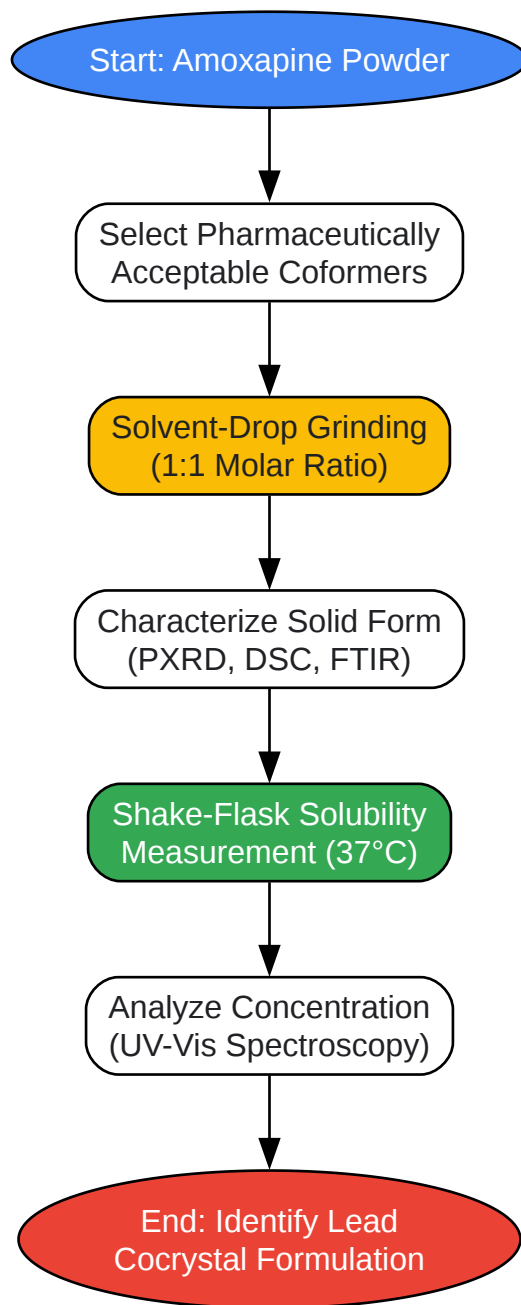 Start: Amoxapine Powder
Select Pharmaceutically
Acceptable Coformers
Solvent-Drop Grinding
(1:1 Molar Ratio)
Characterize Solid Form
(PXRD, DSC, FTIR)
Shake-Flask Solubility
Measurement (37°C)
Analyze Concentration
(UV-Vis Spectroscopy)
End: Identify Lead
Cocrystal Formulation